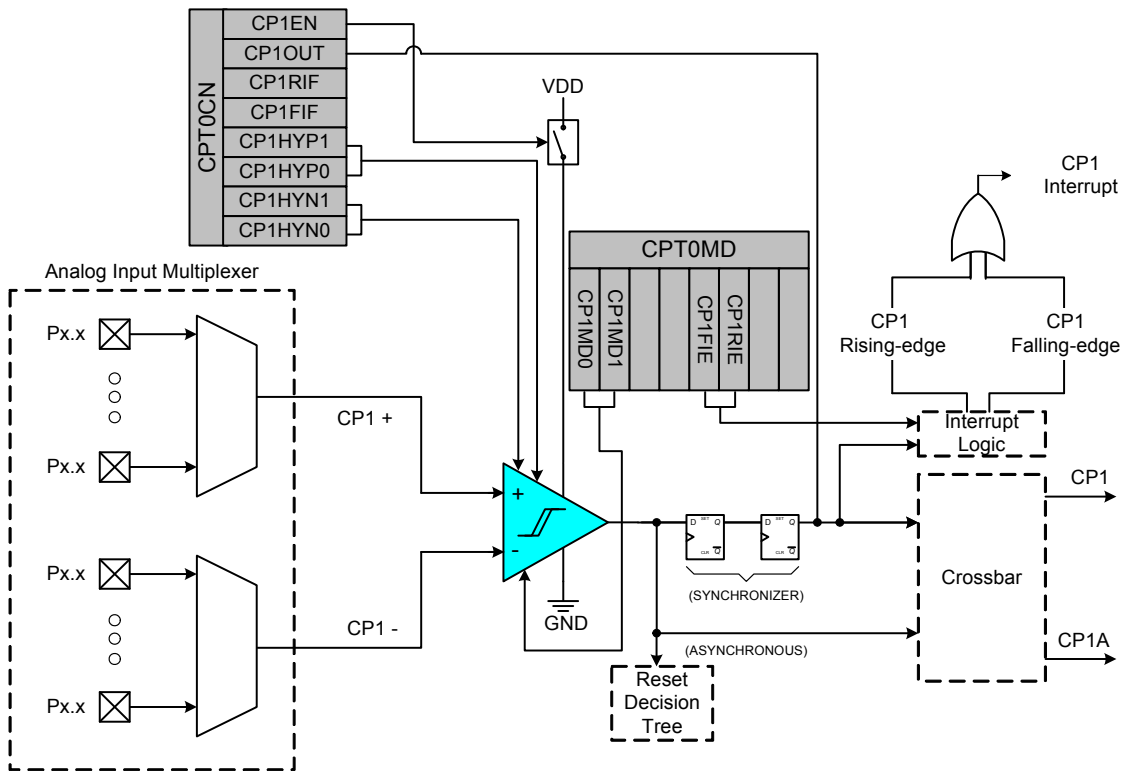 CPT0CN
CP1EN
CP1OUT
CP1RIF
CP1FIF
CP1HYP1
CP1HYP0
CP1HYN1
CP1HYN0
VDD
CP1
Interrupt
CPT0MD
CP1MD0
CP1MD1
CP1FIE
CP1RIE
CP1
Rising-edge
CP1
Falling-edge
Interrupt
Logic
Analog Input Multiplexer
Px.x
Px.x
CP1 +
Px.x
Px.x
CP1 -
+
-
GND
D SET Q
CLR Q
D SET Q
CLR Q
(SYNCHRONIZER)
(ASYNCHRONOUS)
Reset
Decision
Tree
Crossbar
CP1
CP1A